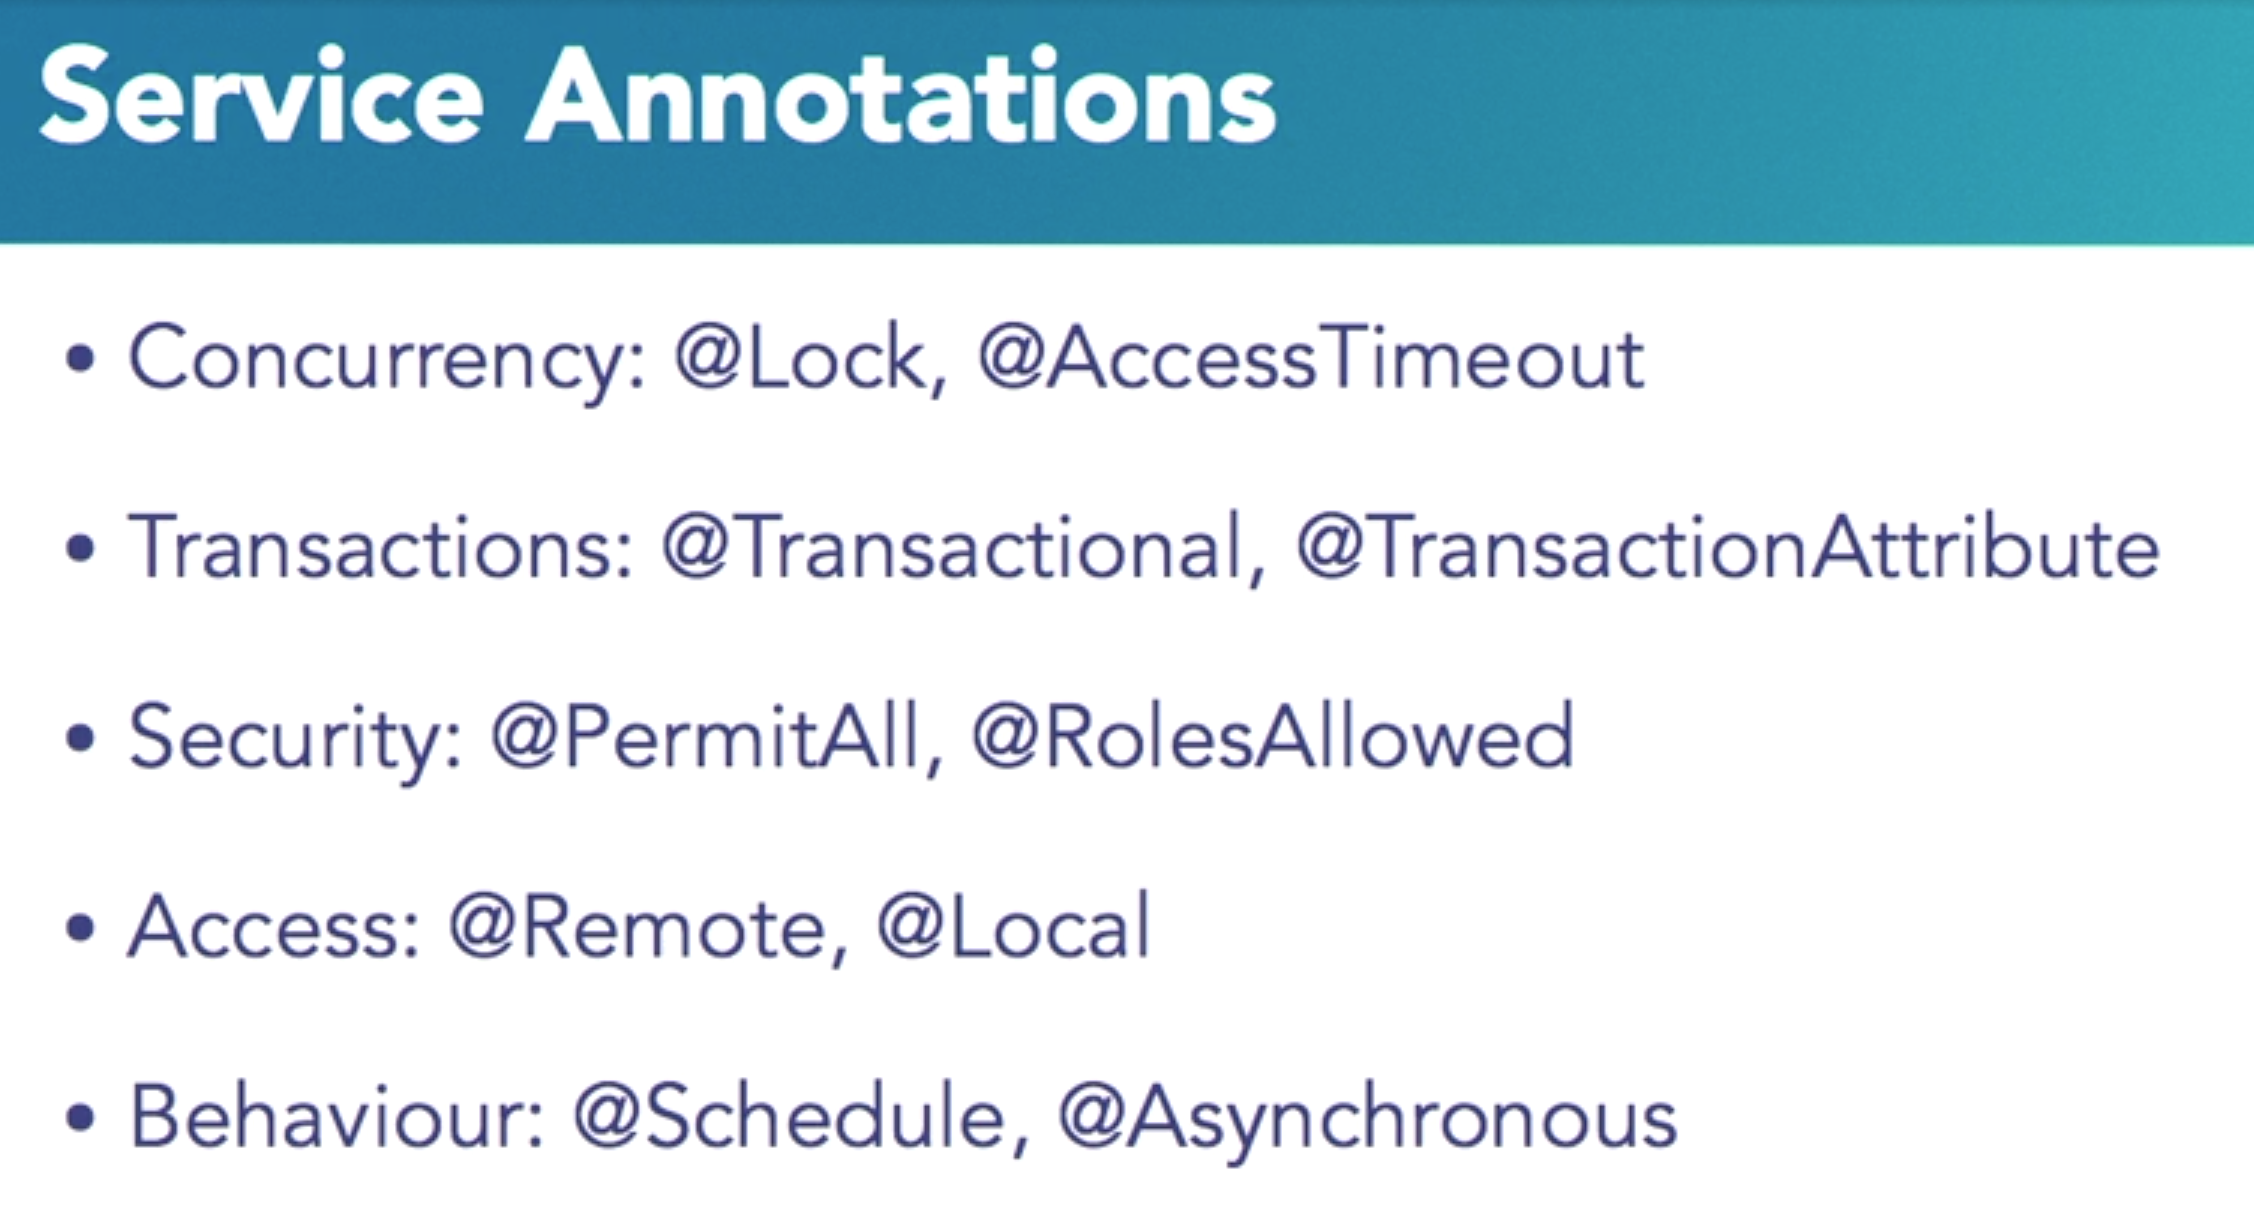 Service Annotations
• Concurrency: @Lock, @AccessTimeout
• Transactions: @Transactional, @TransactionAttribute
• Security: @PermitAll, @RolesAllowed
• Access: @Remote, @Local
• Behaviour: @Schedule, @Asynchronous